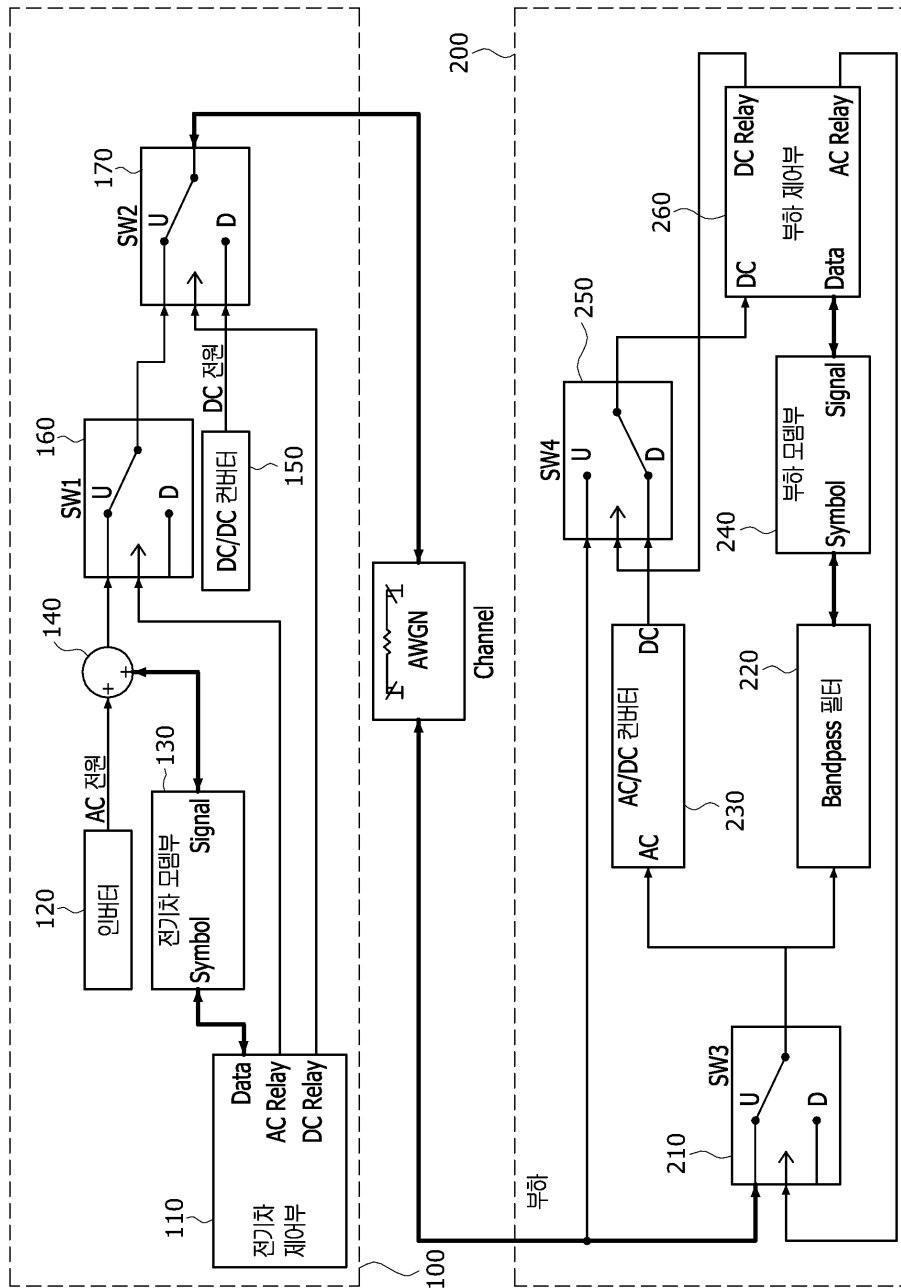 100
110
전기차
제어부
Data
AC Relay
DC Relay
120
인버터
AC 전원
130
전기차 모뎀부
Symbol
Signal
140
+
+
SW1
160
U
D
DC/DC 컨버터
150
DC 전원
SW2
170
U
D
AWGN
Channel
200
부하
210
SW3
U
D
AC/DC 컨버터
AC
DC
230
Bandpass 필터
220
SW4
250
U
D
부하 모뎀부
Symbol
Signal
240
260
부하 제어부
DC
DC Relay
Data
AC Relay